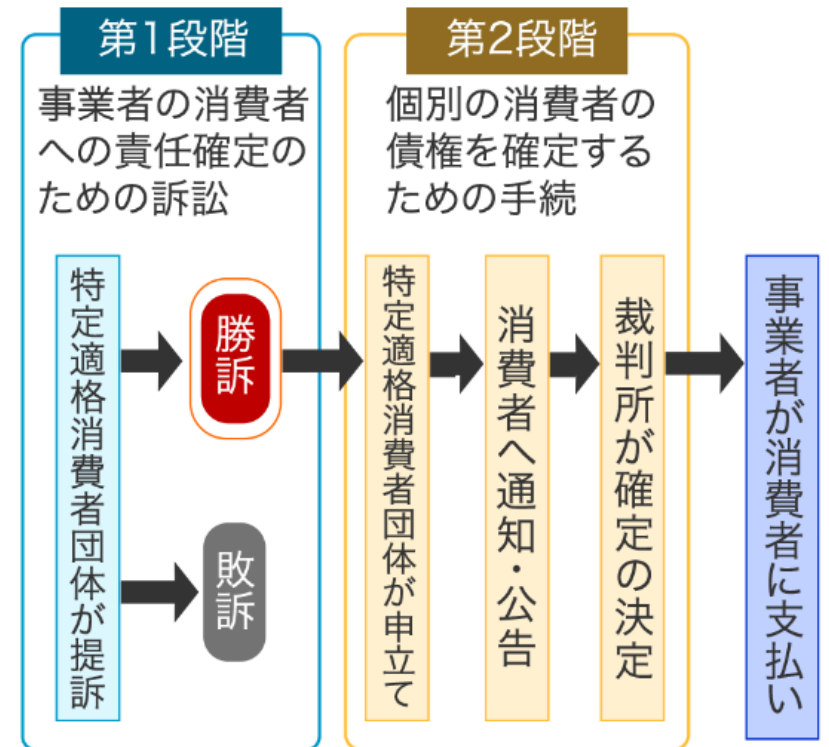 第1段階
事業者の消費者
への責任確定の
ための訴訟
特定適格消費者団体が提訴
勝訴
敗訴
第2段階
個別の消費者の
債権を確定する
ための手続
特定適格消費者団体が申立て
消費者へ通知・公告
裁判所が確定の決定
事業者が消費者に支払い